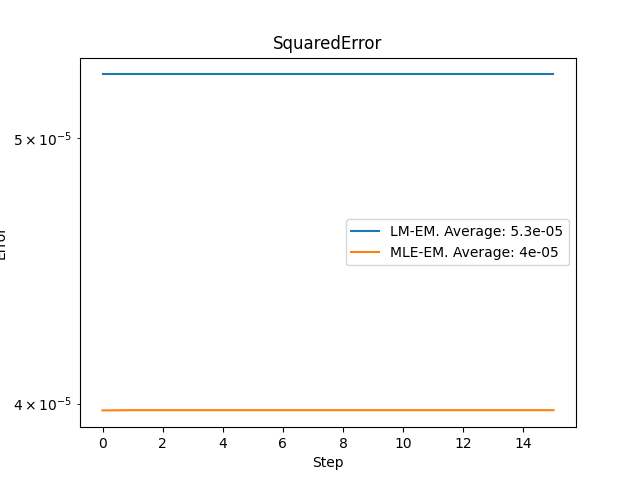 SquaredError
5 × 10⁻⁵
Error
LM-EM. Average: 5.3e-05
MLE-EM. Average: 4e-05
4 × 10⁻⁵
0 2 4 6 8 10 12 14
Step